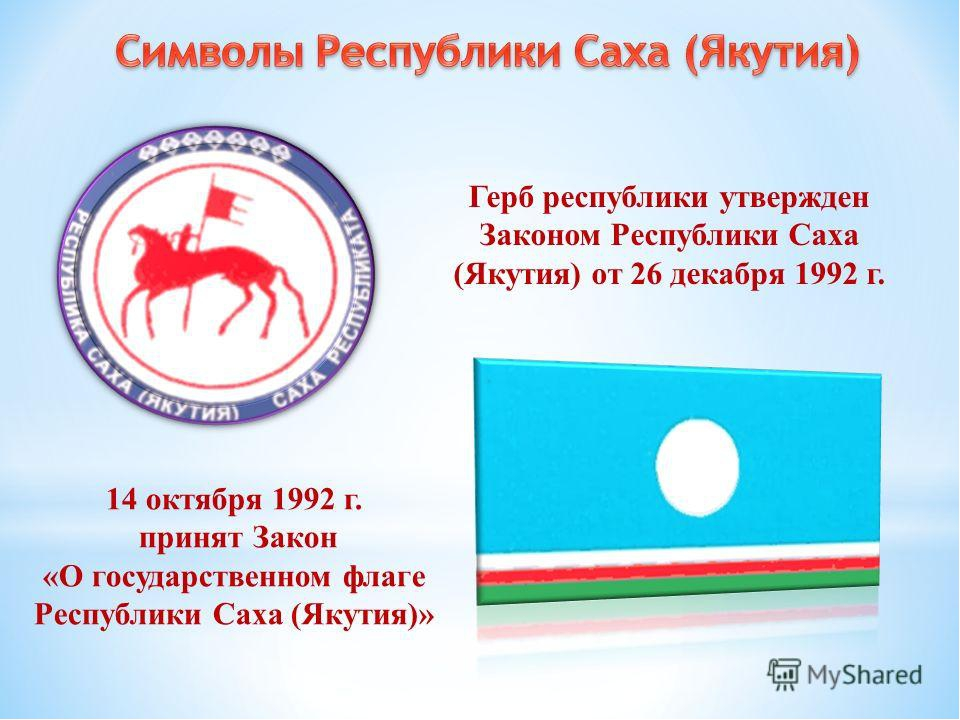 Символы Республики Саха (Якутия)
РЕСПУБЛИКА САХА (ЯКУТИЯ) САХА РЕСПУБЛИКАТА
Герб республики утвержден
Законом Республики Саха
(Якутия) от 26 декабря 1992 г.
14 октября 1992 г.
принят Закон
«О государственном флаге
Республики Саха (Якутия)»
MyShared